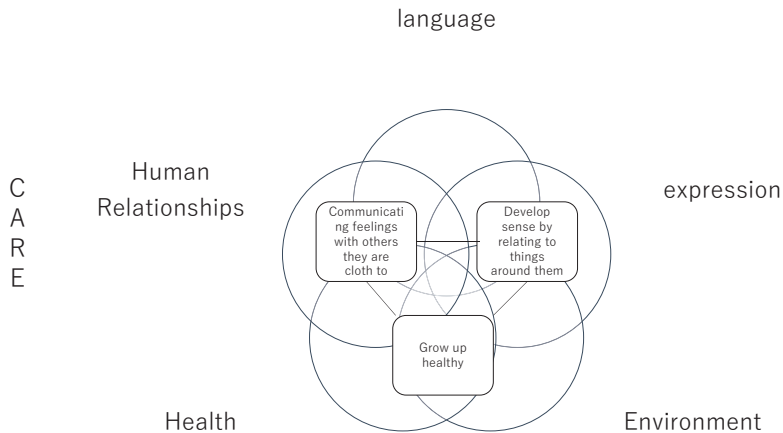 language
C
A
R
E
Human
Relationships
expression
Communicati
ng feelings
with others
they are
cloth to
Develop
sense by
relating to
things
around them
Grow up
healthy
Health
Environment